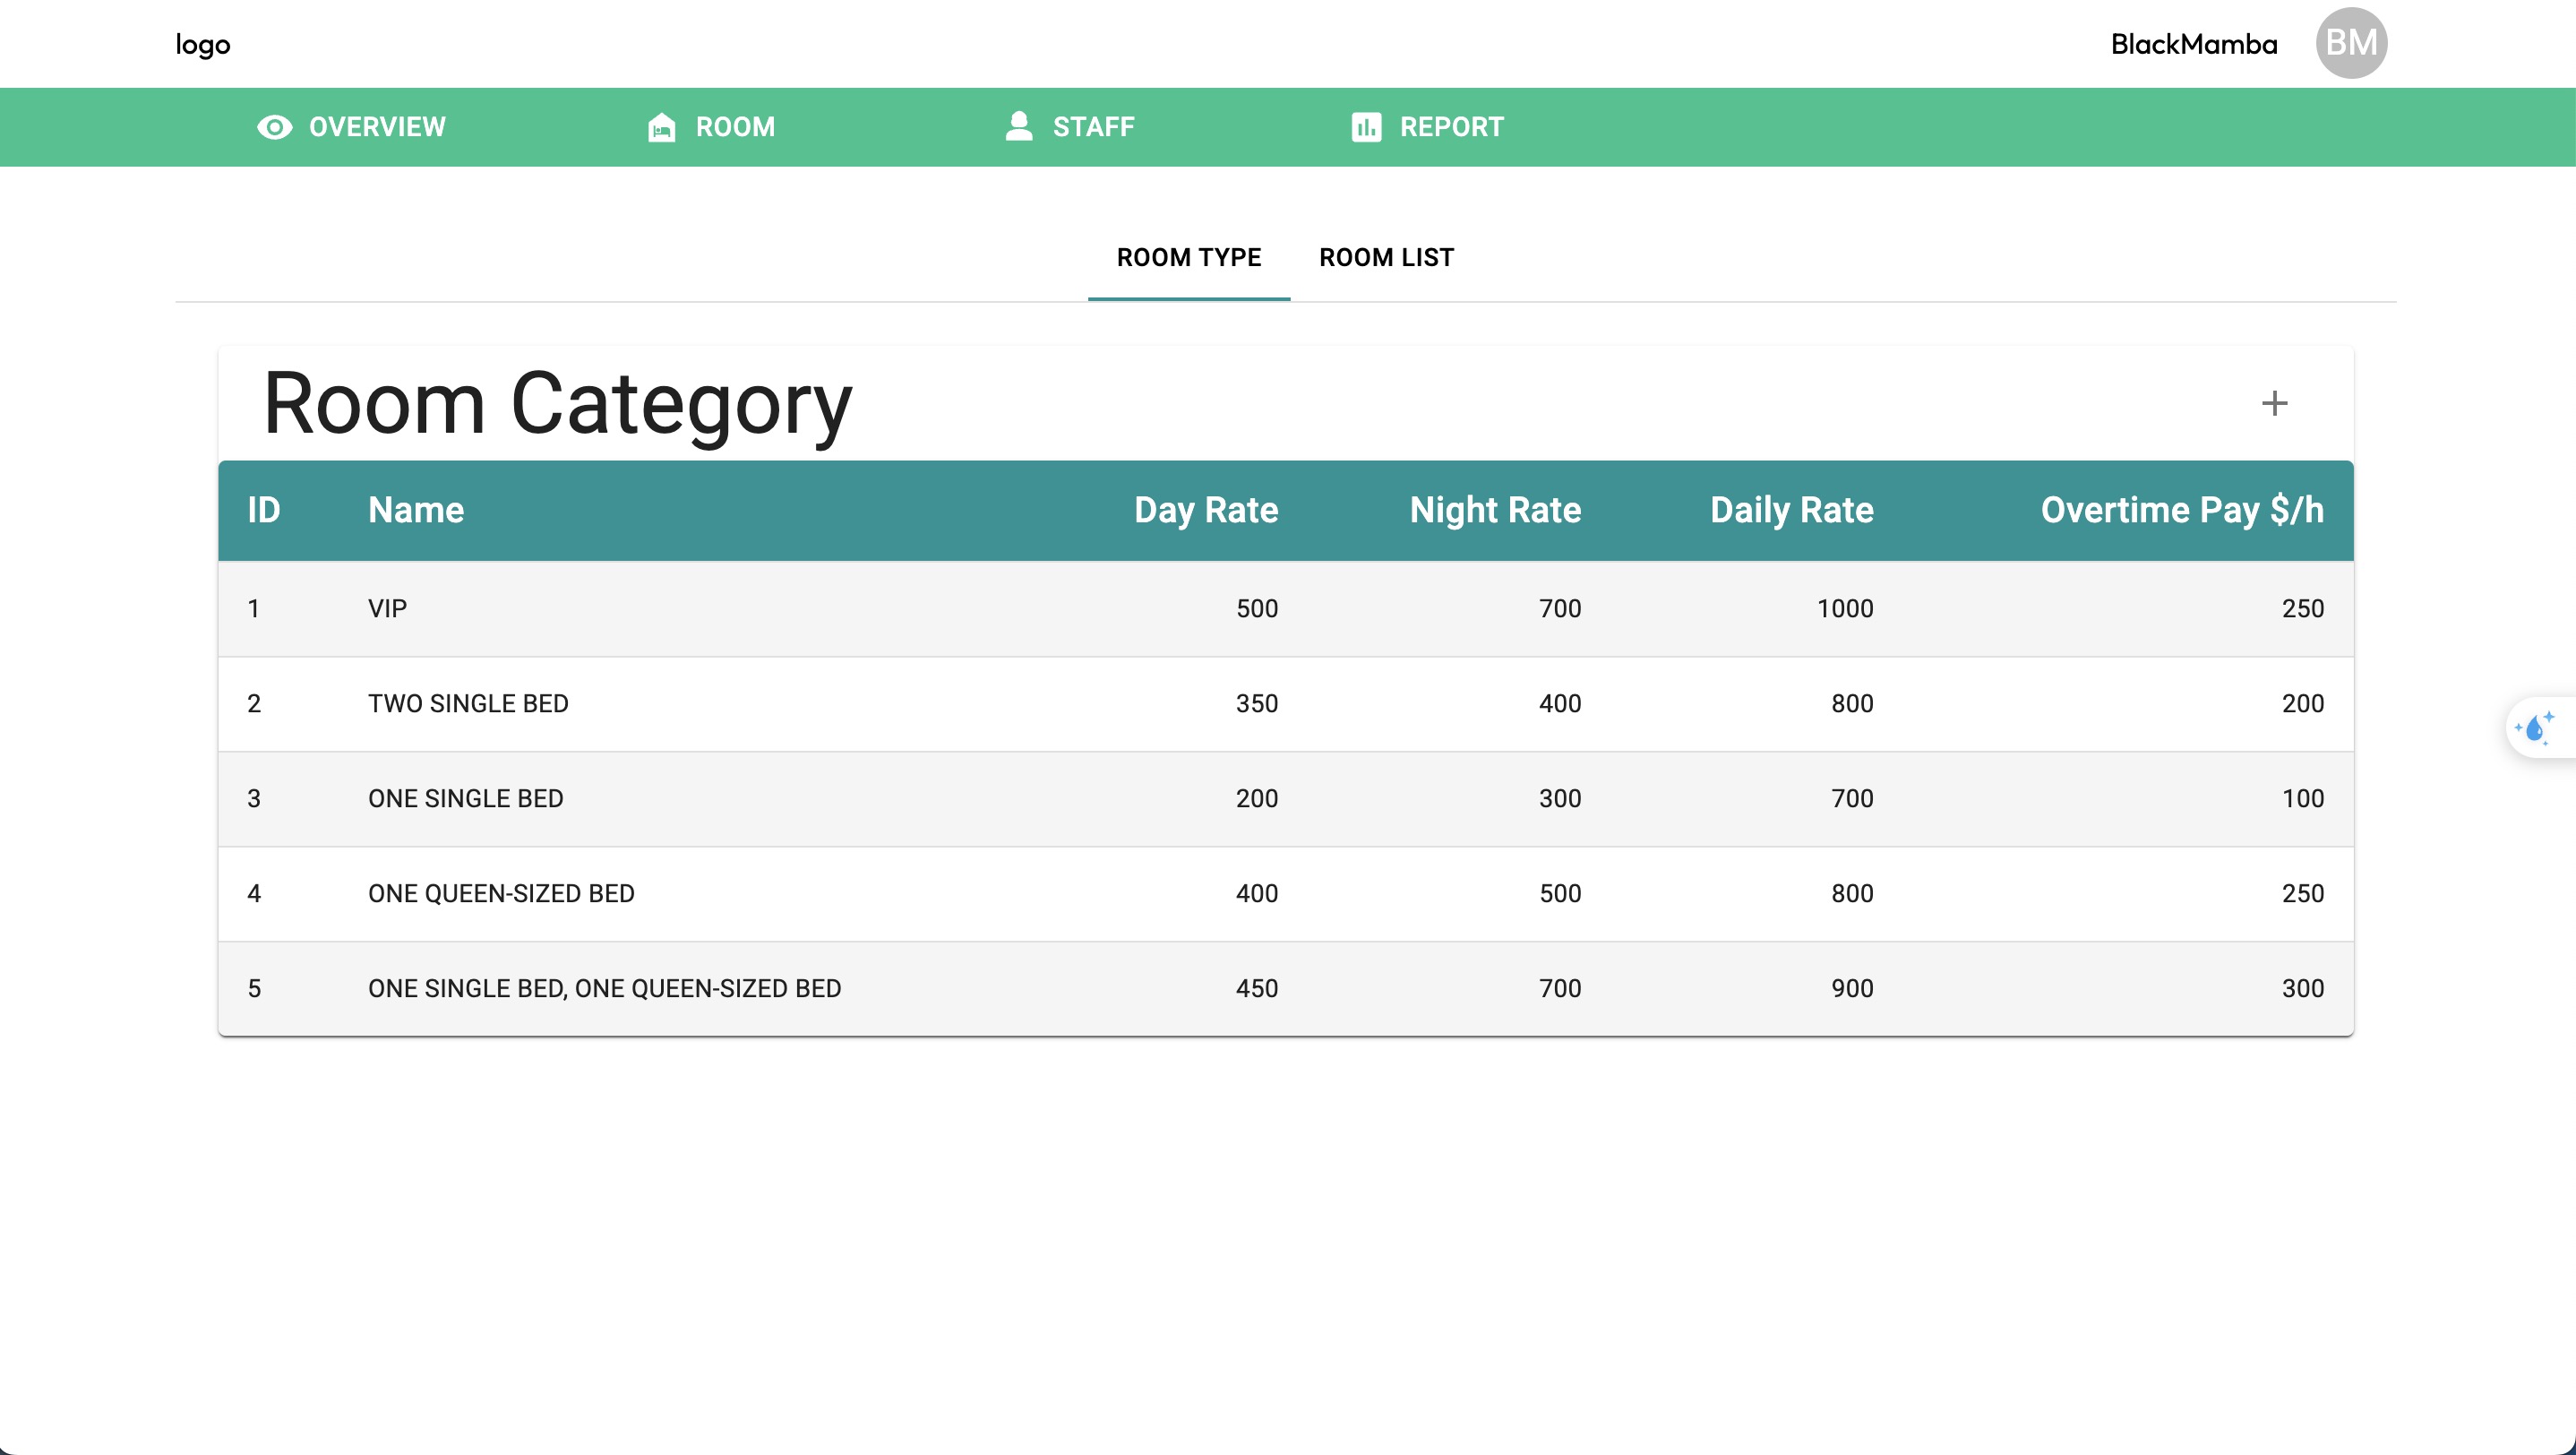 logo BlackMamba BM
OVERVIEW ROOM STAFF REPORT
ROOM TYPE ROOM LIST
Room Category +
ID Name Day Rate Night Rate Daily Rate Overtime Pay $/h
1 VIP 500 700 1000 250
2 TWO SINGLE BED 350 400 800 200
3 ONE SINGLE BED 200 300 700 100
4 ONE QUEEN-SIZED BED 400 500 800 250
5 ONE SINGLE BED, ONE QUEEN-SIZED BED 450 700 900 300